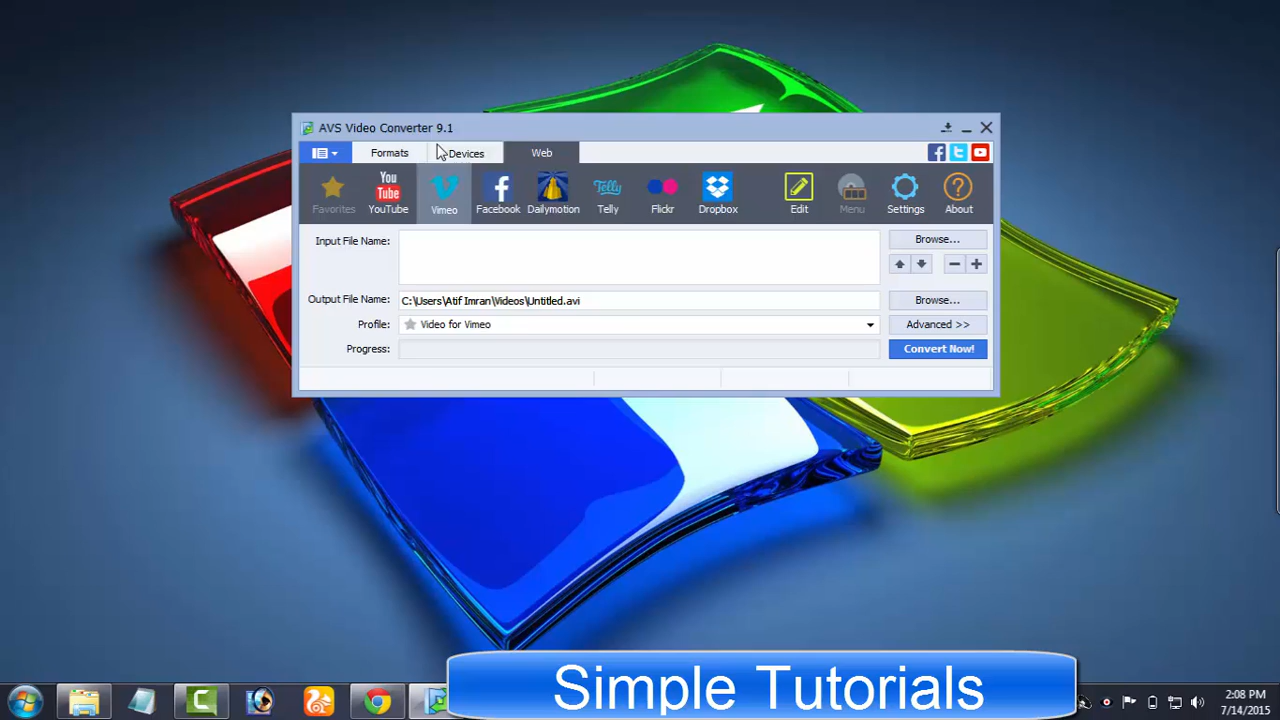 AVS Video Converter 9.1
Formats Devices Web
Favorites YouTube Vimeo Facebook Dailymotion Telly Flickr Dropbox Edit Menu Settings About
Input File Name: Browse...
Output File Name: C:\Users\Atif Imran\Videos\Untitled.avi Browse...
Profile: Video for Vimeo Advanced >>
Progress: Convert Now!
Simple Tutorials
2:08 PM
7/14/2015